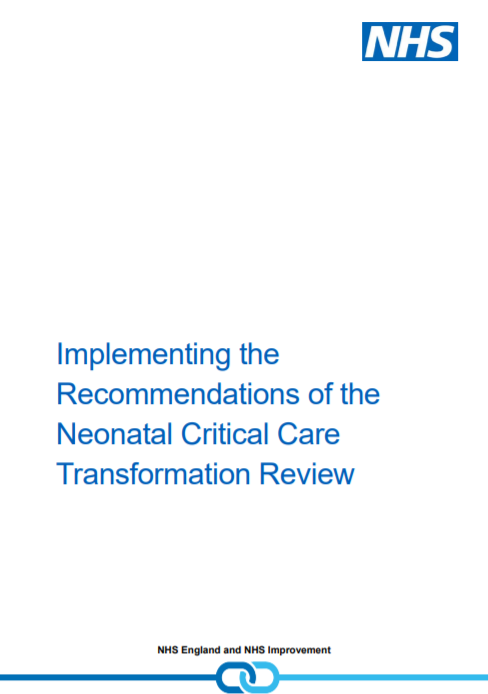 NHS
Implementing the
Recommendations of the
Neonatal Critical Care
Transformation Review
NHS England and NHS Improvement